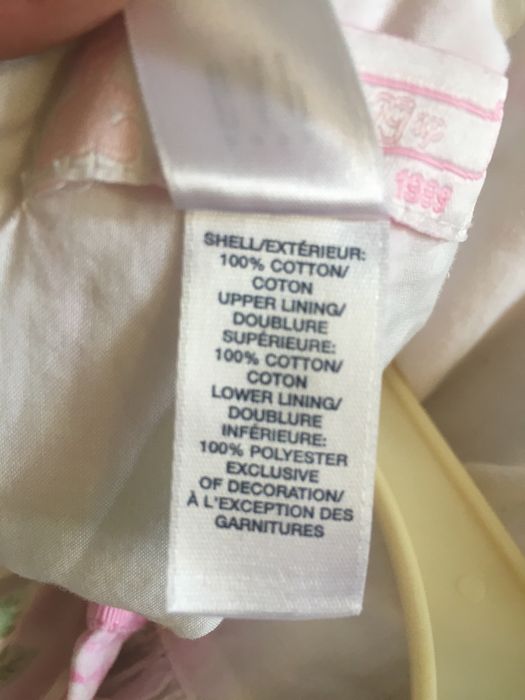 1989
SHELL/EXTÉRIEUR:
100% COTTON/
COTON
UPPER LINING/
DOUBLURE
SUPÉRIEURE:
100% COTTON/
COTON
LOWER LINING/
DOUBLURE
INFÉRIEURE:
100% POLYESTER
EXCLUSIVE
OF DECORATION/
À L'EXCEPTION DES
GARNITURES